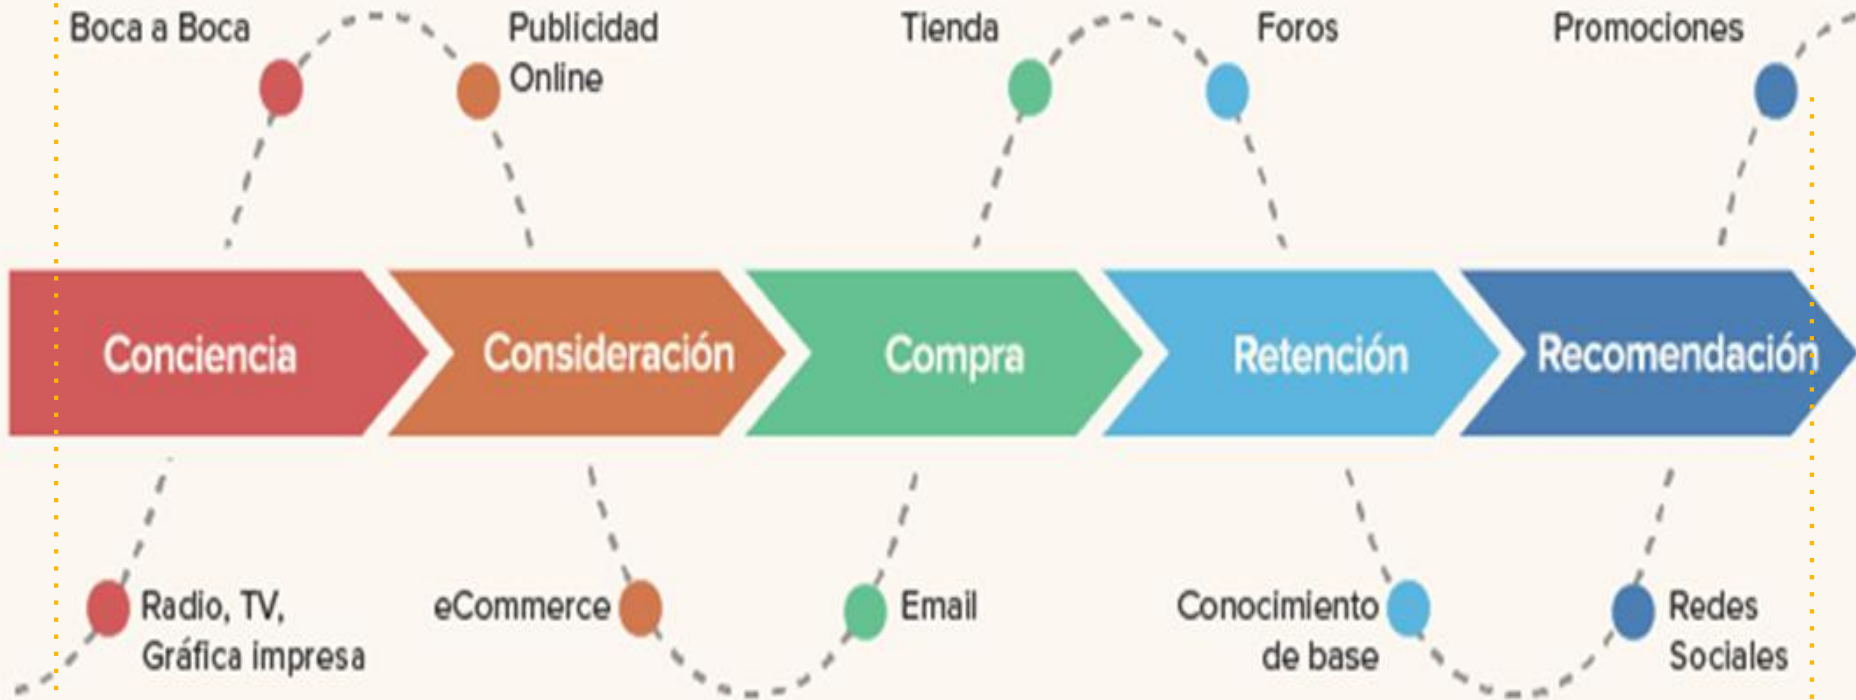 Boca a Boca
Publicidad
Online
Tienda
Foros
Promociones
Conciencia
Consideración
Compra
Retención
Recomendación
Radio, TV,
Gráfica impresa
eCommerce
Email
Conocimiento
de base
Redes
Sociales